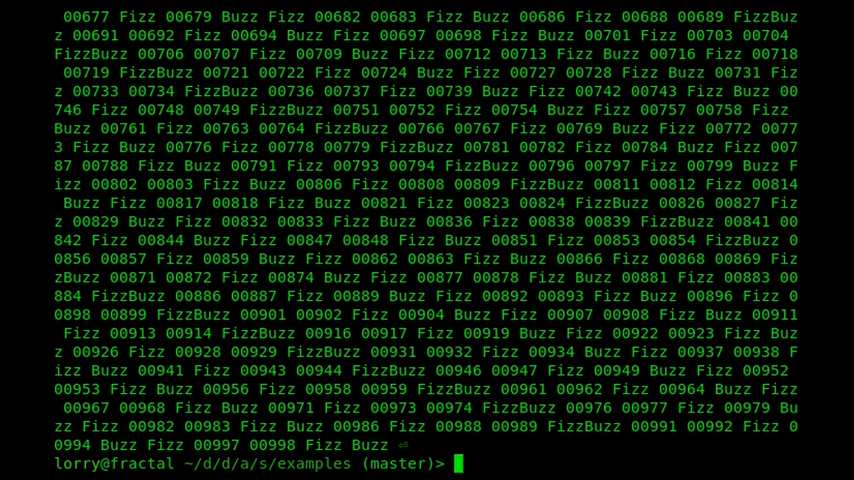 00677 Fizz 00679 Buzz Fizz 00682 00683 Fizz Buzz 00686 Fizz 00688 00689 FizzBuz
z 00691 00692 Fizz 00694 Buzz Fizz 00697 00698 Fizz Buzz 00701 Fizz 00703 00704
FizzBuzz 00706 00707 Fizz 00709 Buzz Fizz 00712 00713 Fizz Buzz 00716 Fizz 00718
00719 FizzBuzz 00721 00722 Fizz 00724 Buzz Fizz 00727 00728 Fizz Buzz 00731 Fiz
z 00733 00734 FizzBuzz 00736 00737 Fizz 00739 Buzz Fizz 00742 00743 Fizz Buzz 00
746 Fizz 00748 00749 FizzBuzz 00751 00752 Fizz 00754 Buzz Fizz 00757 00758 Fizz
Buzz 00761 Fizz 00763 00764 FizzBuzz 00766 00767 Fizz 00769 Buzz Fizz 00772 0077
3 Fizz Buzz 00776 Fizz 00778 00779 FizzBuzz 00781 00782 Fizz 00784 Buzz Fizz 007
87 00788 Fizz Buzz 00791 Fizz 00793 00794 FizzBuzz 00796 00797 Fizz 00799 Buzz F
izz 00802 00803 Fizz Buzz 00806 Fizz 00808 00809 FizzBuzz 00811 00812 Fizz 00814
Buzz Fizz 00817 00818 Fizz Buzz 00821 Fizz 00823 00824 FizzBuzz 00826 00827 Fiz
z 00829 Buzz Fizz 00832 00833 Fizz Buzz 00836 Fizz 00838 00839 FizzBuzz 00841 00
842 Fizz 00844 Buzz Fizz 00847 00848 Fizz Buzz 00851 Fizz 00853 00854 FizzBuzz 0
0856 00857 Fizz 00859 Buzz Fizz 00862 00863 Fizz Buzz 00866 Fizz 00868 00869 Fiz
zBuzz 00871 00872 Fizz 00874 Buzz Fizz 00877 00878 Fizz Buzz 00881 Fizz 00883 00
884 FizzBuzz 00886 00887 Fizz 00889 Buzz Fizz 00892 00893 Fizz Buzz 00896 Fizz 0
0898 00899 FizzBuzz 00901 00902 Fizz 00904 Buzz Fizz 00907 00908 Fizz Buzz 00911
Fizz 00913 00914 FizzBuzz 00916 00917 Fizz 00919 Buzz Fizz 00922 00923 Fizz Buz
z 00926 Fizz 00928 00929 FizzBuzz 00931 00932 Fizz 00934 Buzz Fizz 00937 00938 F
izz Buzz 00941 Fizz 00943 00944 FizzBuzz 00946 00947 Fizz 00949 Buzz Fizz 00952
00953 Fizz Buzz 00956 Fizz 00958 00959 FizzBuzz 00961 00962 Fizz 00964 Buzz Fizz
00967 00968 Fizz Buzz 00971 Fizz 00973 00974 FizzBuzz 00976 00977 Fizz 00979 Bu
zz Fizz 00982 00983 Fizz Buzz 00986 Fizz 00988 00989 FizzBuzz 00991 00992 Fizz 0
0994 Buzz Fizz 00997 00998 Fizz Buzz ⏎
lorry@fractal ~/d/d/a/s/examples (master)>